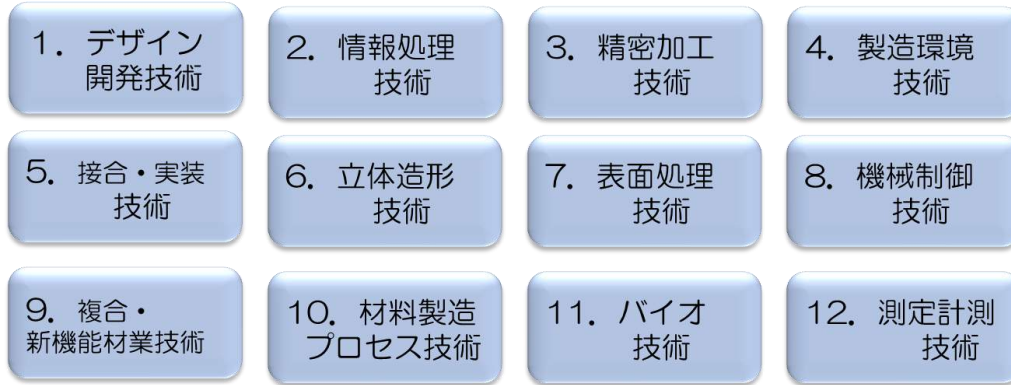 1．デザイン
開発技術
2．情報処理
技術
3．精密加工
技術
4．製造環境
技術
5．接合・実装
技術
6．立体造形
技術
7．表面処理
技術
8．機械制御
技術
9．複合・
新機能材業技術
10．材料製造
プロセス技術
11．バイオ
技術
12．測定計測
技術